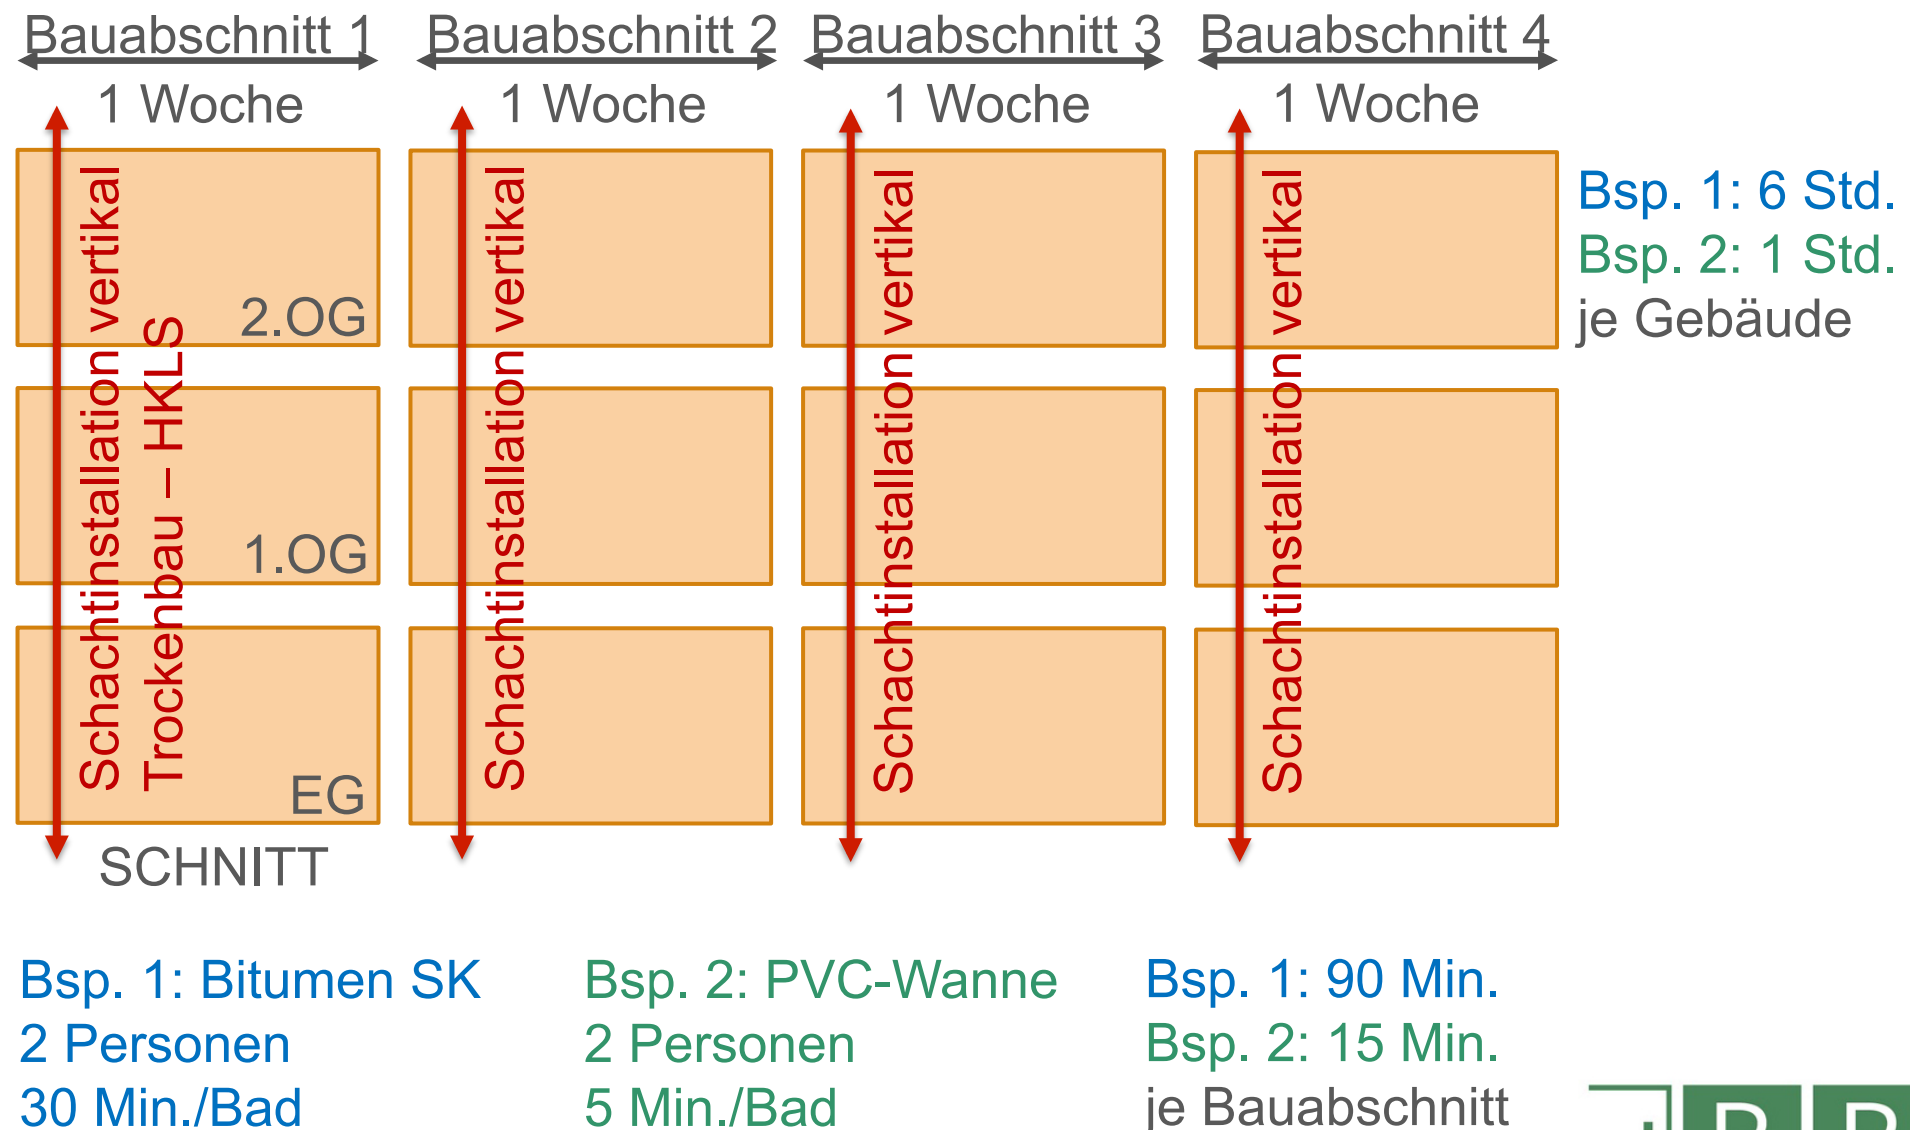 Bauabschnitt 1
Bauabschnitt 2
Bauabschnitt 3
Bauabschnitt 4
1 Woche
1 Woche
1 Woche
1 Woche
Schachtinstallation vertikal
Trockenbau – HKLS
Schachtinstallation vertikal
Schachtinstallation vertikal
Schachtinstallation vertikal
2.OG
1.OG
EG
SCHNITT
Bsp. 1: 6 Std.
Bsp. 2: 1 Std.
je Gebäude
Bsp. 1: Bitumen SK
2 Personen
30 Min./Bad
Bsp. 2: PVC-Wanne
2 Personen
5 Min./Bad
Bsp. 1: 90 Min.
Bsp. 2: 15 Min.
je Bauabschnitt